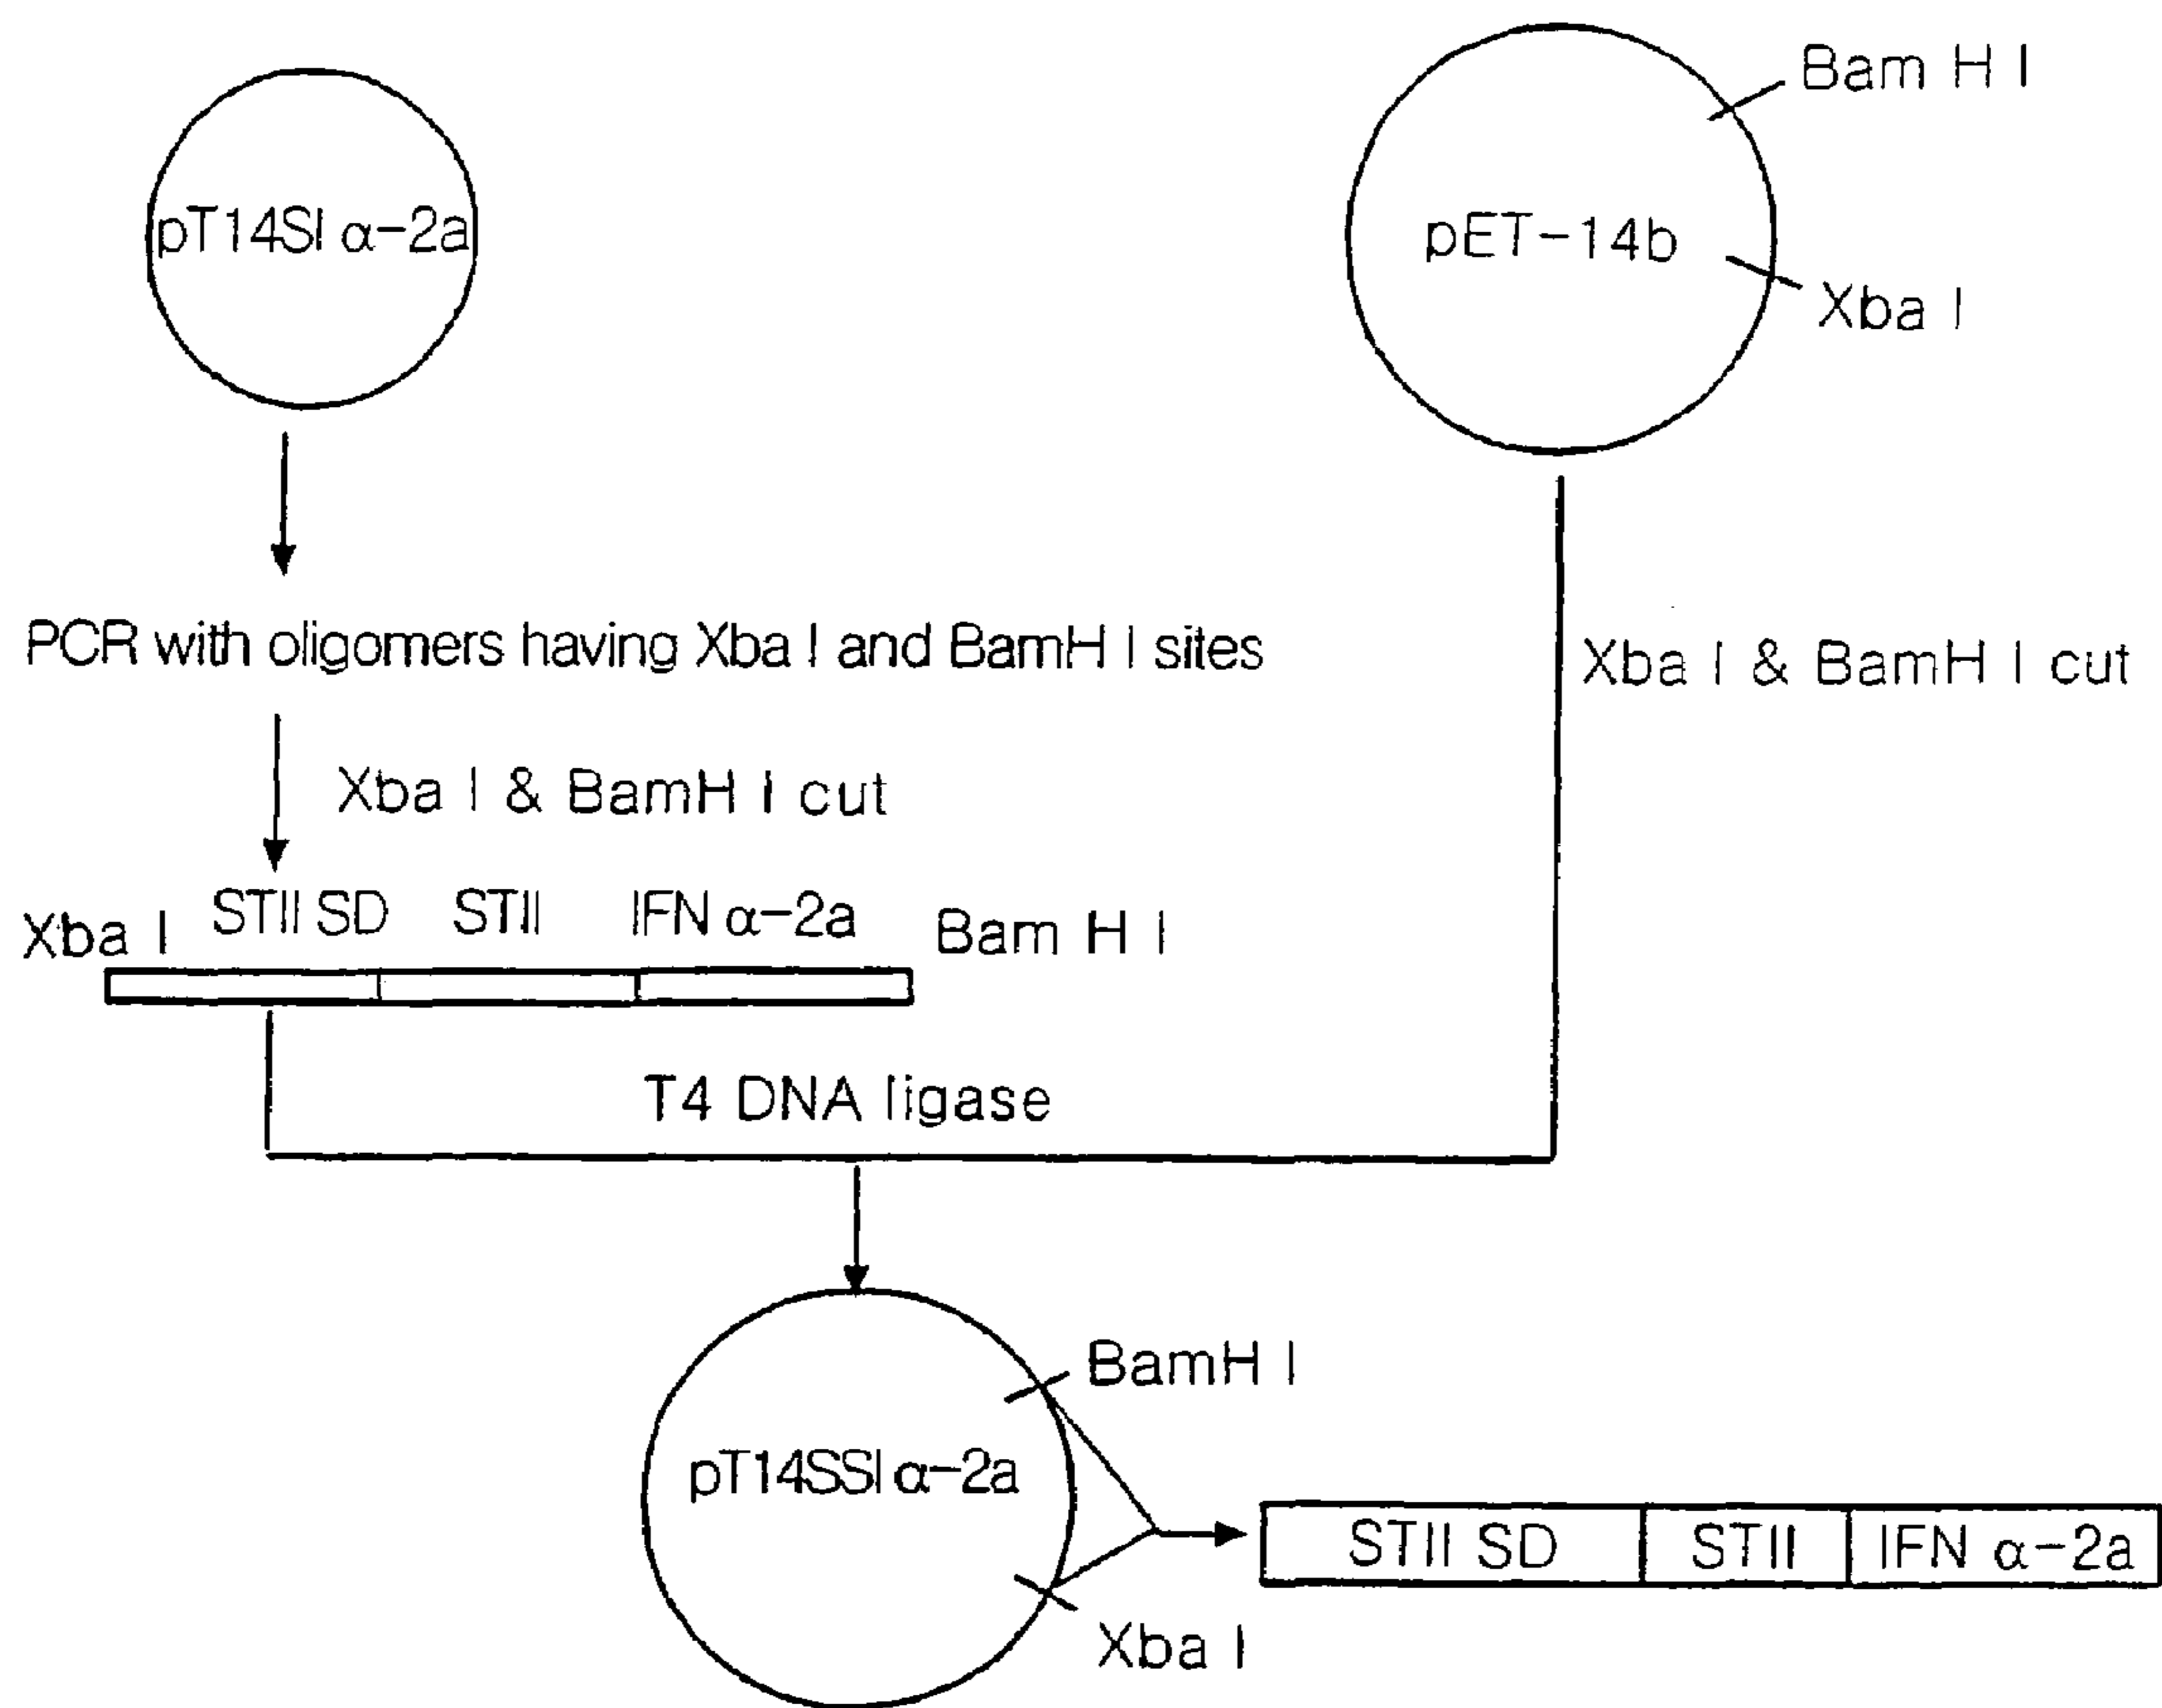 pT14SI α-2a
Bam H I
pET-14b
Xba I
PCR with oligomers having Xba I and BamH I sites
Xba I & BamH I cut
Xba I & BamH I cut
Xba I STII SD STII IFN α-2a Bam H I
T4 DNA ligase
BamH I
pT14SSI α-2a
STII SD STII IFN α-2a
Xba I